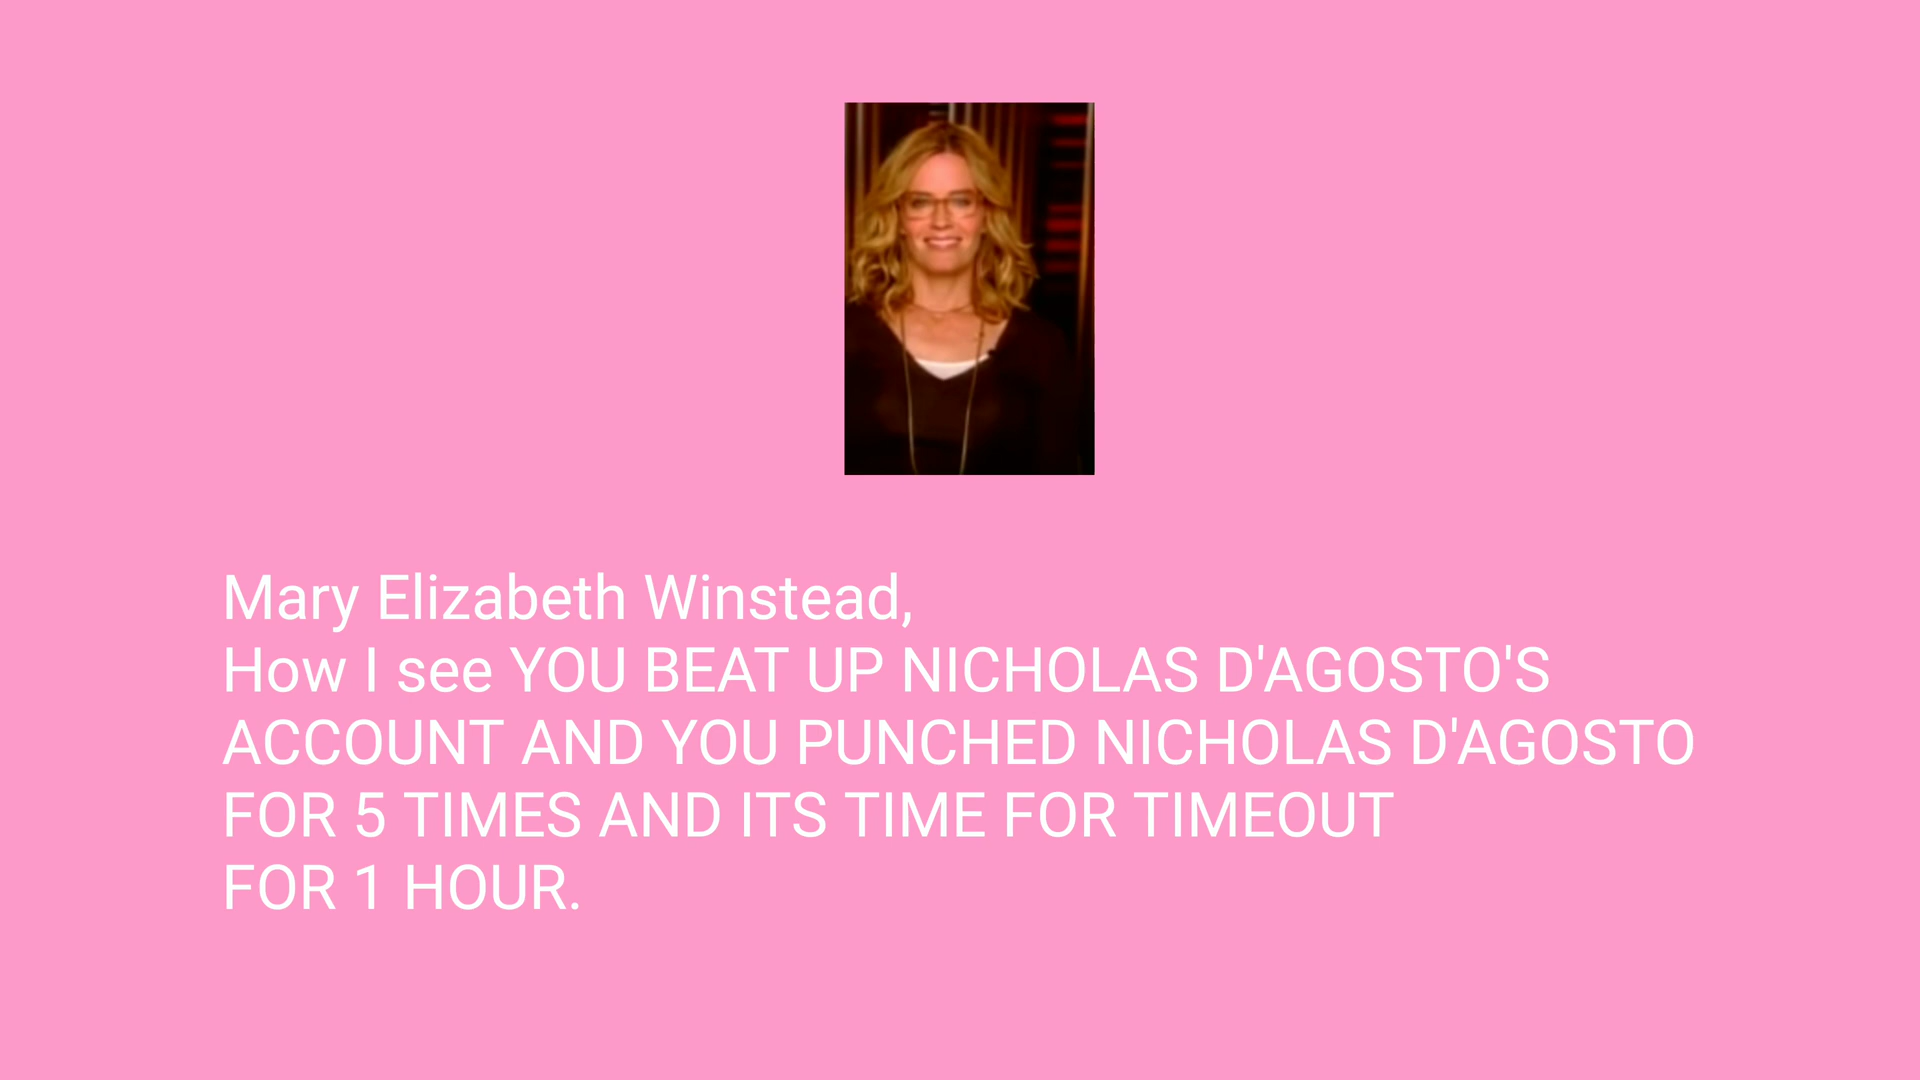 Mary Elizabeth Winstead,
How I see YOU BEAT UP NICHOLAS D'AGOSTO'S
ACCOUNT AND YOU PUNCHED NICHOLAS D'AGOSTO
FOR 5 TIMES AND ITS TIME FOR TIMEOUT
FOR 1 HOUR.